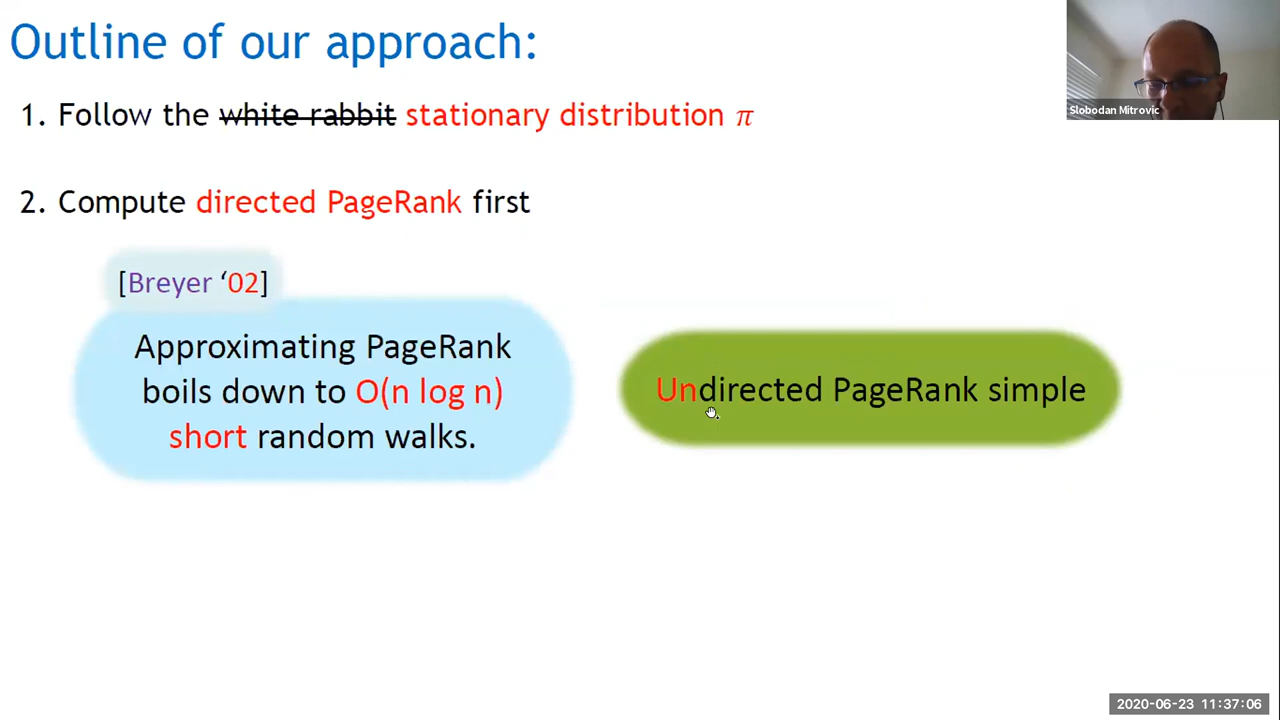 Outline of our approach:
Slobodan Mitrovic
1. Follow the white rabbit stationary distribution π
2. Compute directed PageRank first
[Breyer ‘02]
Approximating PageRank
boils down to O(n log n)
short random walks.
Undirected PageRank simple
2020-06-23 11:37:06